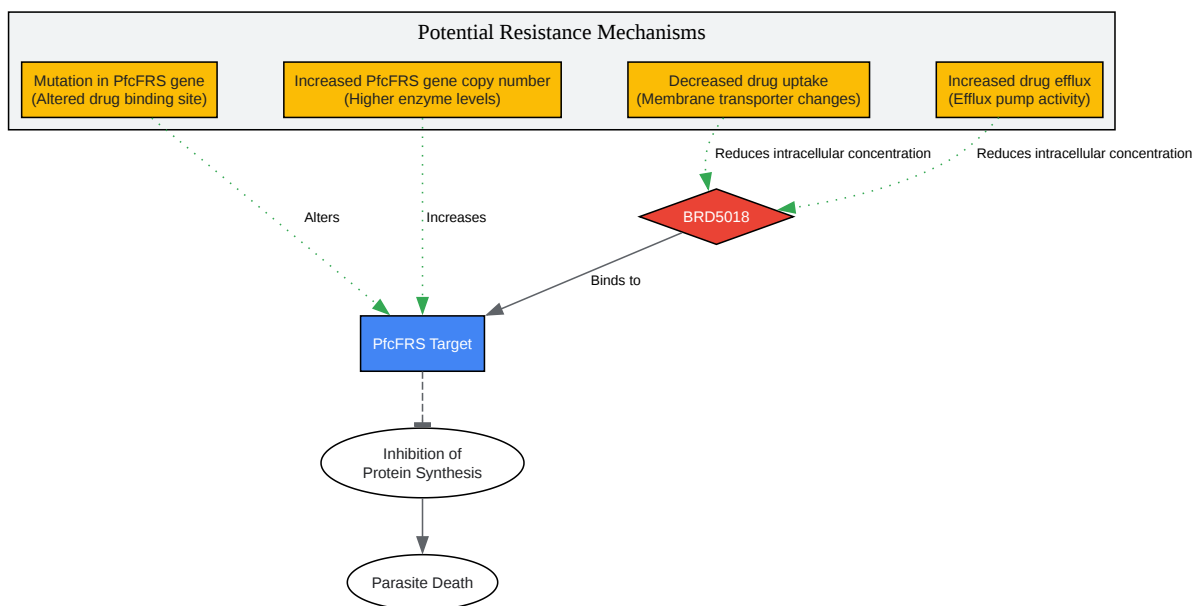 Potential Resistance Mechanisms
Mutation in PfcFRS gene
(Altered drug binding site)
Increased PfcFRS gene copy number
(Higher enzyme levels)
Decreased drug uptake
(Membrane transporter changes)
Increased drug efflux
(Efflux pump activity)
Reduces intracellular concentration
Reduces intracellular concentration
Alters
Increases
BRD5018
Binds to
PfcFRS Target
Inhibition of
Protein Synthesis
Parasite Death